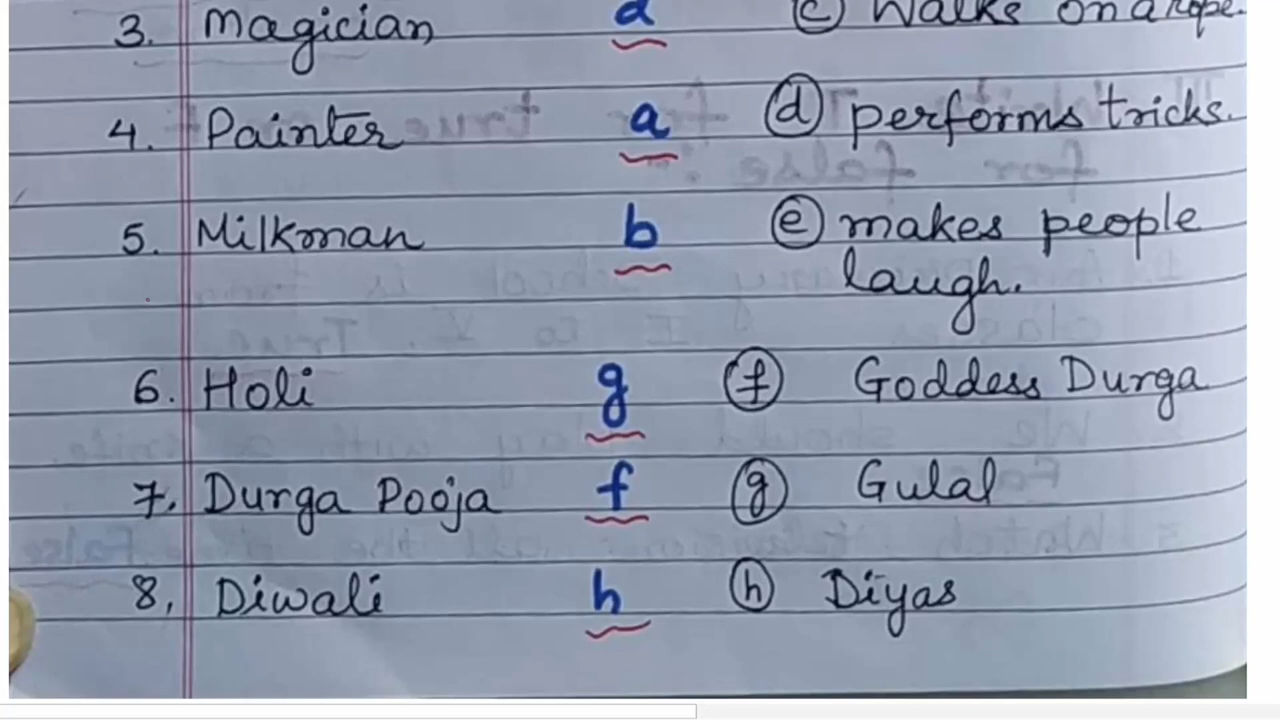 3. Magician d (c) Walks on a rope.
4. Painter a (d) performs tricks.
5. Milkman b (e) makes people
laugh.
6. Holi g (f) Goddess Durga
7. Durga Pooja f (g) Gulal
8. Diwali h (h) Diyas